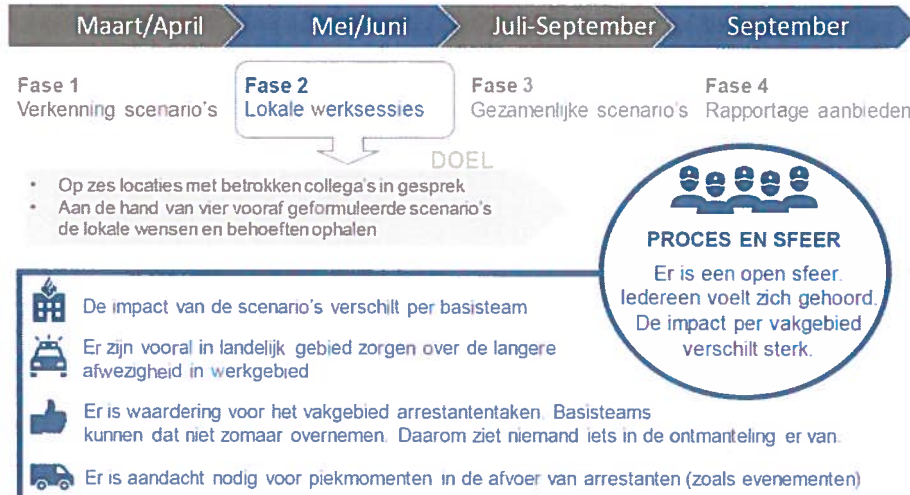 Maart/April
Mei/Juni
Juli-September
September
Fase 1
Verkenning scenario's
Fase 2
Lokale werksessies
Fase 3
Gezamenlijke scenario's
Fase 4
Rapportage aanbieden
DOEL
• Op zes locaties met betrokken collega's in gesprek
• Aan de hand van vier vooraf geformuleerde scenario's
de lokale wensen en behoeften ophalen
PROCES EN SFEER
Er is een open sfeer.
Iedereen voelt zich gehoord.
De impact per vakgebied
verschilt sterk.
De impact van de scenario's verschilt per basisteam
Er zijn vooral in landelijk gebied zorgen over de langere
afwezigheid in werkgebied
Er is waardering voor het vakgebied arrestantentaken. Basisteams
kunnen dat niet zomaar overnemen. Daarom ziet niemand iets in de ontmanteling er van.
Er is aandacht nodig voor piekmomenten in de afvoer van arrestanten (zoals evenementen)